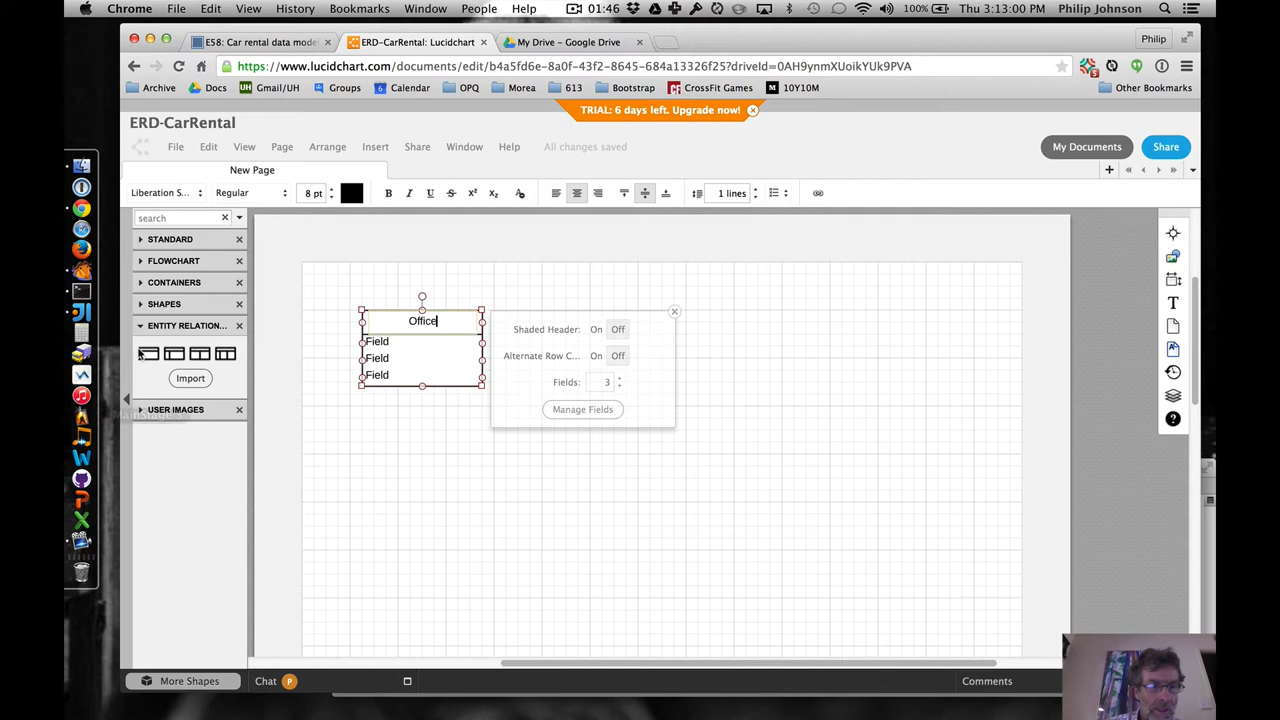 Chrome File Edit View History Bookmarks Window People Help 01:46 100% Thu 3:13:00 PM Philip Johnson
E58: Car rental data model ERD-CarRental: Lucidchart My Drive - Google Drive Philip
https://www.lucidchart.com/documents/edit/b4a5fd6e-8a0f-43f2-8645-684a13326f25?driveId=0AH9ynmXUoikYUk9PVA
Archive Docs Gmail/UH Groups Calendar OPQ Morea 613 Bootstrap CrossFit Games 10Y10M Other Bookmarks
TRIAL: 6 days left. Upgrade now!
ERD-CarRental
File Edit View Page Arrange Insert Share Window Help All changes saved My Documents Share
New Page
Liberation S... Regular 8 pt B I U S X² X₂ 1 lines
search
STANDARD
FLOWCHART
CONTAINERS
SHAPES
ENTITY RELATION...
Import
USER IMAGES
Office
Field
Field
Field
Shaded Header: On Off
Alternate Row C... On Off
Fields: 3
Manage Fields
More Shapes Chat P Comments